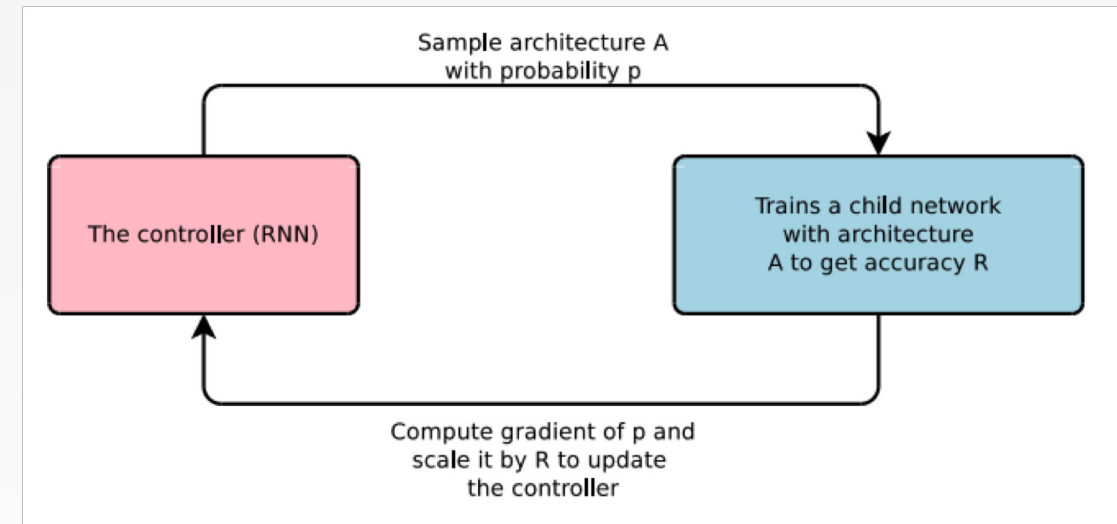 Sample architecture A
with probability p
The controller (RNN)
Trains a child network
with architecture
A to get accuracy R
Compute gradient of p and
scale it by R to update
the controller